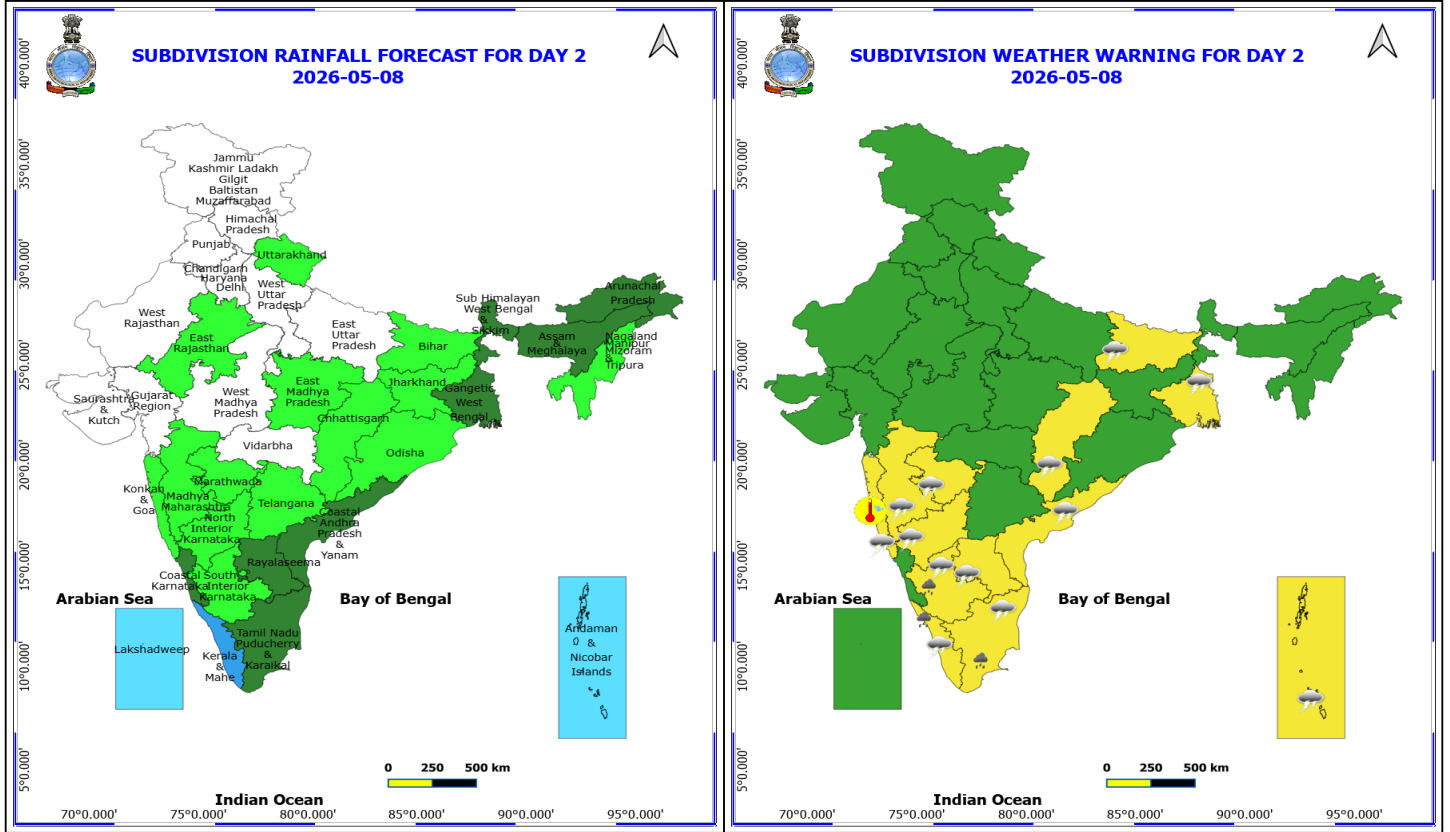 SUBDIVISION RAINFALL FORECAST FOR DAY 2
2026-05-08
40°0.000'
35°0.000'
30°0.000'
25°0.000'
20°0.000'
15°0.000'
10°0.000'
5°0.000'
Jammu
Kashmir Ladakh
Gilgit
Baltistan
Muzaffarabad
Himachal
Pradesh
Punjab
Uttarakhand
Chandigarh
Haryana
Delhi
West
Uttar
Pradesh
West
Rajasthan
East
Rajasthan
East
Uttar
Pradesh
Sub Himalayan
West Bengal
&
Sikkim
Arunachal
Pradesh
Assam
&
Meghalaya
Nagaland
Manipur
Mizoram
&
Tripura
Bihar
Jharkhand
Gangetic
West
Bengal
Saurashtra
&
Kutch
Gujarat
Region
West
Madhya
Pradesh
East
Madhya
Pradesh
Chhattisgarh
Vidarbha
Odisha
Konkan
&
Goa
Marathwada
Madhya
Maharashtra
Telangana
North
Interior
Karnataka
Coastal
Andhra
Pradesh
&
Yanam
Rayalaseema
Coastal
Karnataka
South
Interior
Karnataka
Tamil Nadu
Puducherry
&
Karaikal
Kerala
&
Mahe
Lakshadweep
Andaman
&
Nicobar
Islands
Arabian Sea
Bay of Bengal
Indian Ocean
0 250 500 km
70°0.000' 75°0.000' 80°0.000' 85°0.000' 90°0.000' 95°0.000'
SUBDIVISION WEATHER WARNING FOR DAY 2
2026-05-08
40°0.000'
35°0.000'
30°0.000'
25°0.000'
20°0.000'
15°0.000'
10°0.000'
5°0.000'
Arabian Sea
Bay of Bengal
Indian Ocean
0 250 500 km
70°0.000' 75°0.000' 80°0.000' 85°0.000' 90°0.000' 95°0.000'